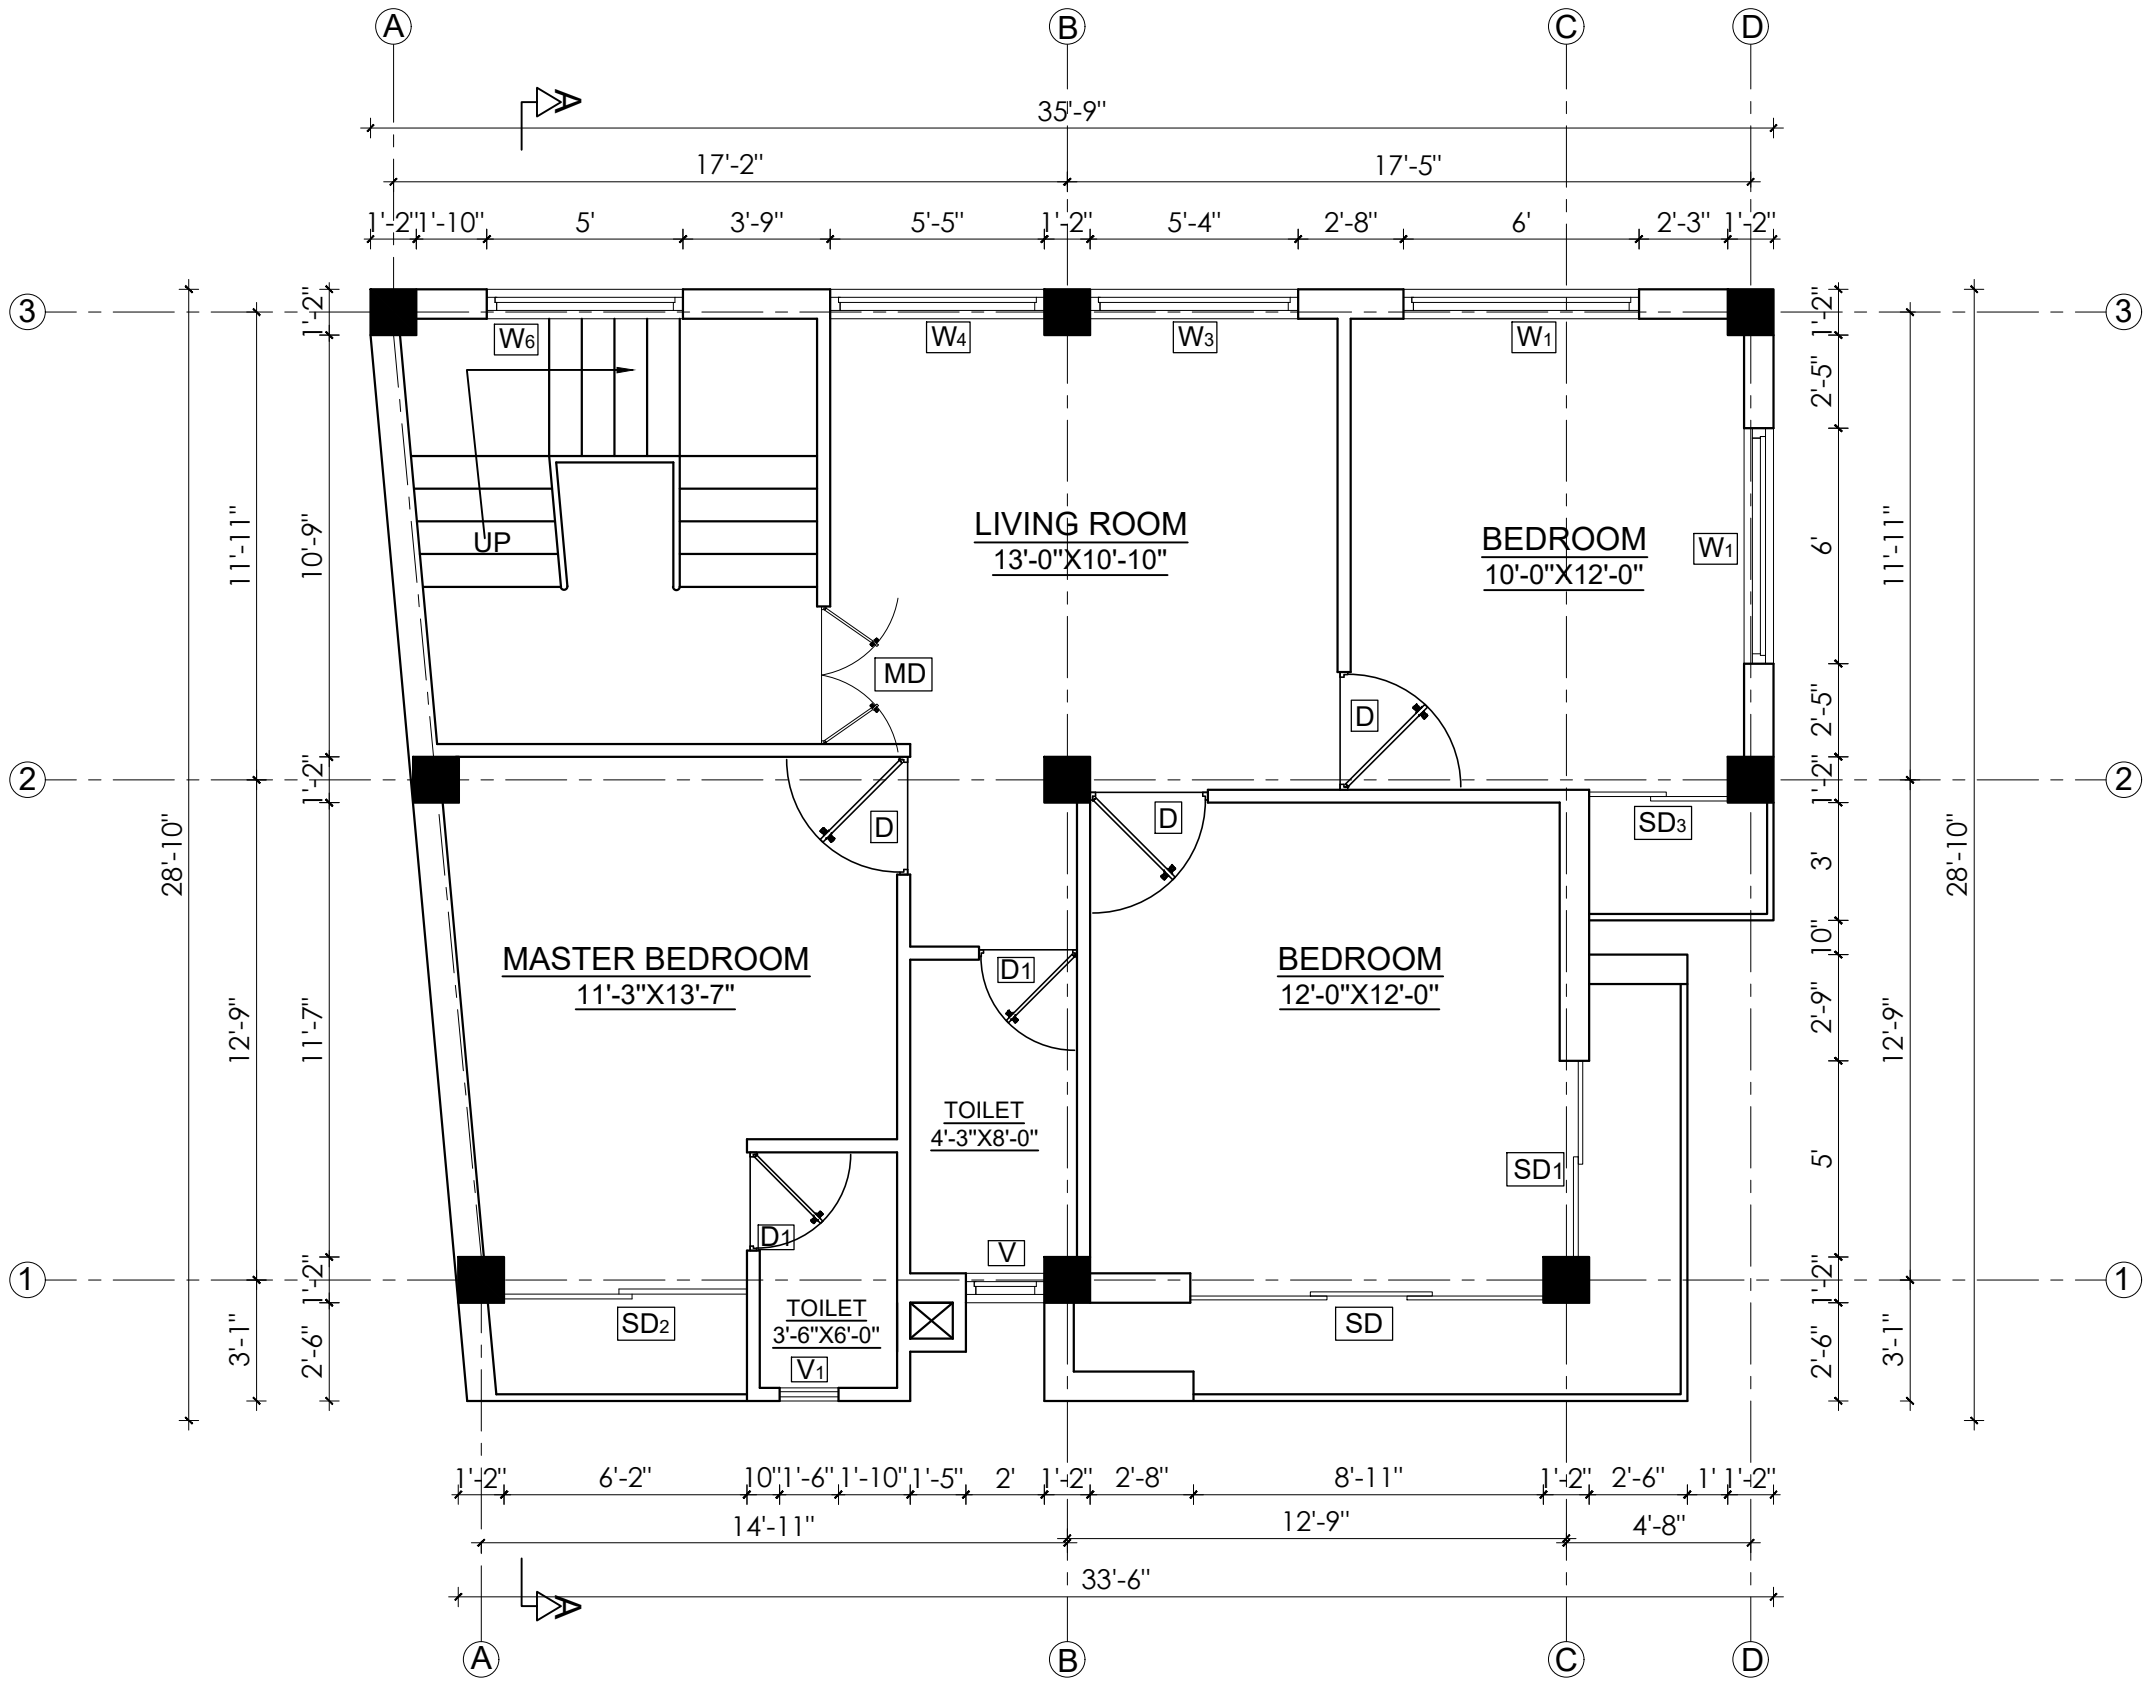 A B C D
A
35'-9"
17'-2" 17'-5"
1'-2" 1'-10" 5' 3'-9" 5'-5" 1'-2" 5'-4" 2'-8" 6' 2'-3" 1'-2"
3 3
1'-2" 1'-2"
W6 W4 W3 W1
2'-5"
11'-11" 10'-9" 6' 11'-11"
UP
LIVING ROOM
13'-0"X10'-10"
BEDROOM
10'-0"X12'-0"
W1
MD
D
2'-5"
2 2
1'-2" 1'-2"
D D SD3
28'-10" 3' 28'-10"
10"
MASTER BEDROOM
11'-3"X13'-7"
D1
BEDROOM
12'-0"X12'-0"
12'-9" 11'-7" 2'-9" 12'-9"
TOILET
4'-3"X8'-0"
SD1
5'
D1
V
1 1
1'-2" 1'-2"
SD2
TOILET
3'-6"X6'-0"
SD
3'-1" 2'-6" 2'-6" 3'-1"
V1
1'-2" 6'-2" 10" 1'-6" 1'-10" 1'-5" 2' 1'-2" 2'-8" 8'-11" 1'-2" 2'-6" 1' 1'-2"
14'-11" 12'-9" 4'-8"
33'-6"
A
A B C D